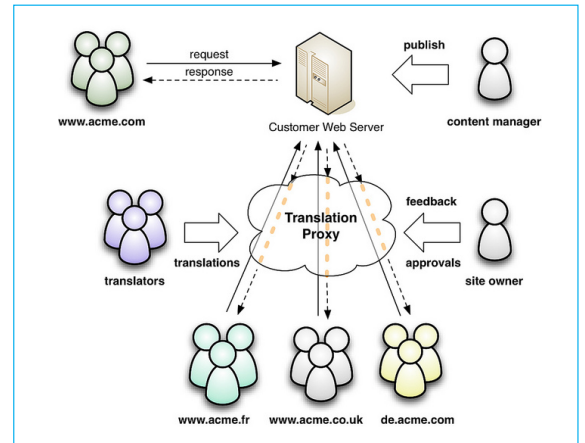 request
response
publish
www.acme.com
Customer Web Server
content manager
Translation
Proxy
feedback
translations
approvals
translators
site owner
www.acme.fr
www.acme.co.uk
de.acme.com